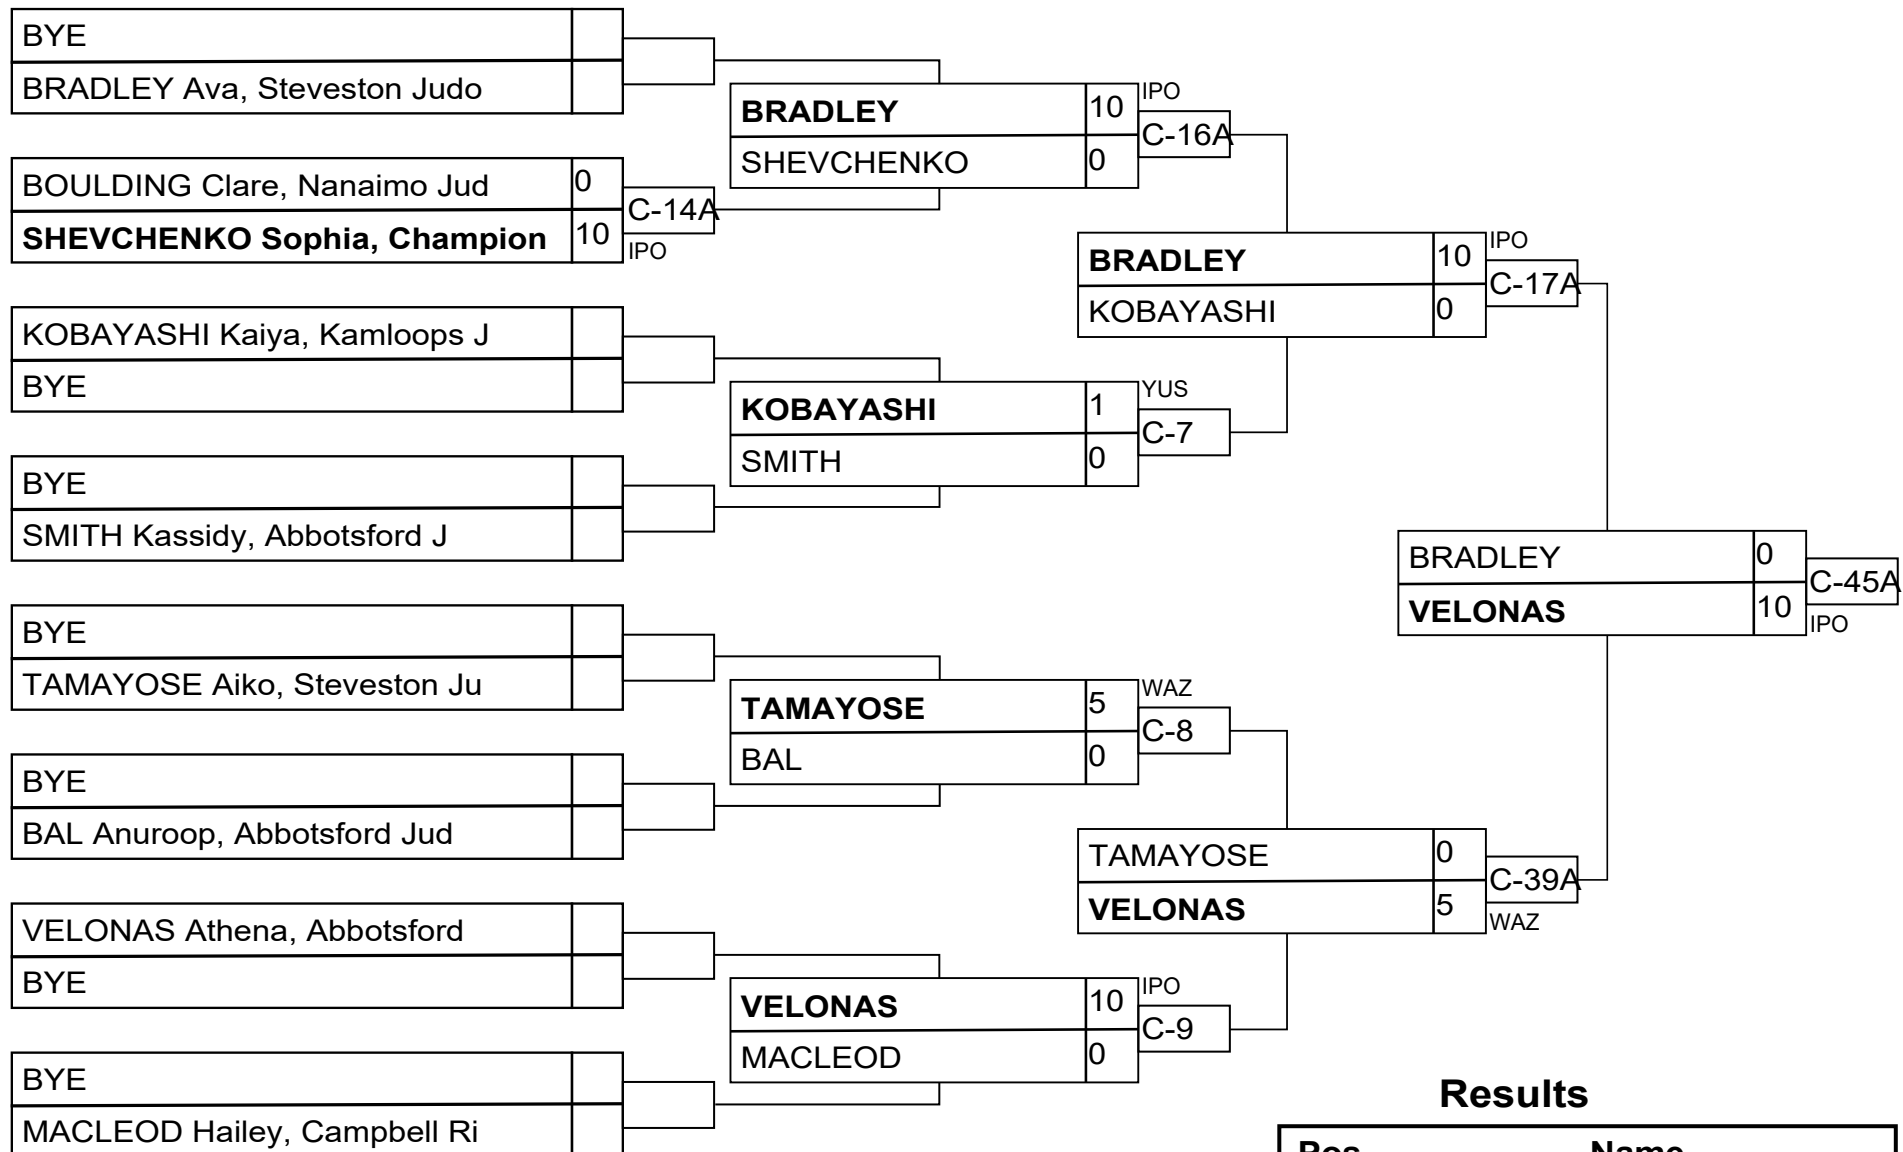 BYE
BRADLEY Ava, Steveston Judo
BOULDING Clare, Nanaimo Jud 0
SHEVCHENKO Sophia, Champion 10
C-14A
IPO
KOBAYASHI Kaiya, Kamloops J
BYE
BYE
SMITH Kassidy, Abbotsford J
BYE
TAMAYOSE Aiko, Steveston Ju
BYE
BAL Anuroop, Abbotsford Jud
VELONAS Athena, Abbotsford
BYE
BYE
MACLEOD Hailey, Campbell Ri
BRADLEY 10
SHEVCHENKO 0
IPO
C-16A
KOBAYASHI 1
SMITH 0
YUS
C-7
TAMAYOSE 5
BAL 0
WAZ
C-8
VELONAS 10
MACLEOD 0
IPO
C-9
BRADLEY 10
KOBAYASHI 0
IPO
C-17A
TAMAYOSE 0
VELONAS 5
C-39A
WAZ
BRADLEY 0
VELONAS 10
C-45A
IPO
Results
Pos Name